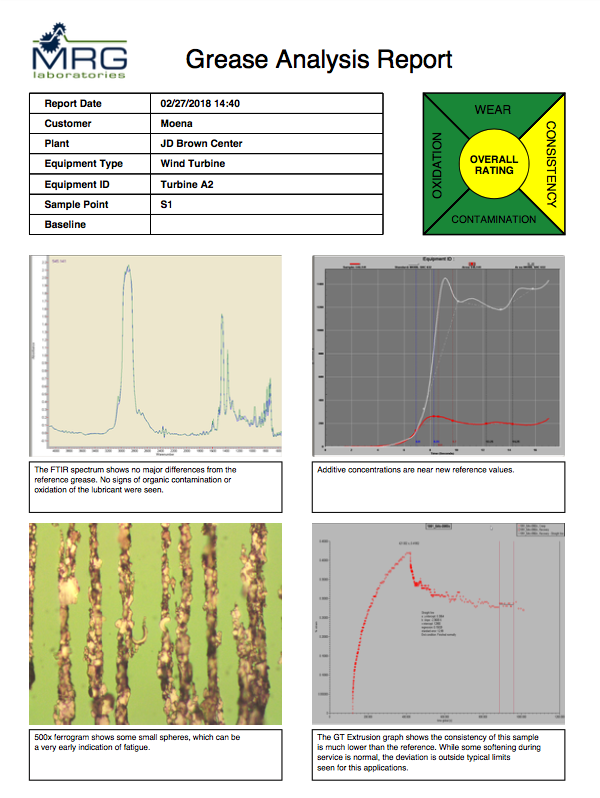 MRG
laboratories
Grease Analysis Report
Report Date 02/27/2018 14:40
Customer Moena
Plant JD Brown Center
Equipment Type Wind Turbine
Equipment ID Turbine A2
Sample Point S1
Baseline
WEAR
OXIDATION
OVERALL
RATING
CONSISTENCY
CONTAMINATION
Equipment ID :
The FTIR spectrum shows no major differences from the
reference grease. No signs of organic contamination or
oxidation of the lubricant were seen.
Additive concentrations are near new reference values.
500x ferrogram shows some small spheres, which can be
a very early indication of fatigue.
The GT Extrusion graph shows the consistency of this sample
is much lower than the reference. While some softening during
service is normal, the deviation is outside typical limits
seen for this applications.